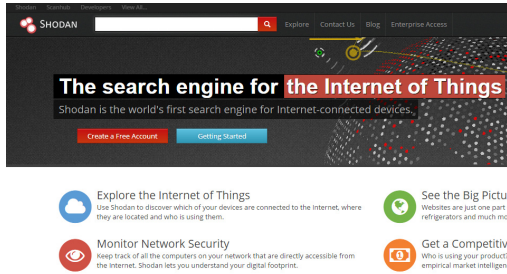 Shodan Scanhub Developers View All...
SHODAN Explore Contact Us Blog Enterprise Access
The search engine for the Internet of Things
Shodan is the world's first search engine for Internet-connected devices.
Create a Free Account Getting Started
Explore the Internet of Things
Use Shodan to discover which of your devices are connected to the Internet, where
they are located and who is using them.
See the Big Pictu
Websites are just one part
refrigerators and much mo
Monitor Network Security
Keep track of all the computers on your network that are directly accessible from
the Internet. Shodan lets you understand your digital footprint.
Get a Competitiv
Who is using your product?
empirical market intelligen